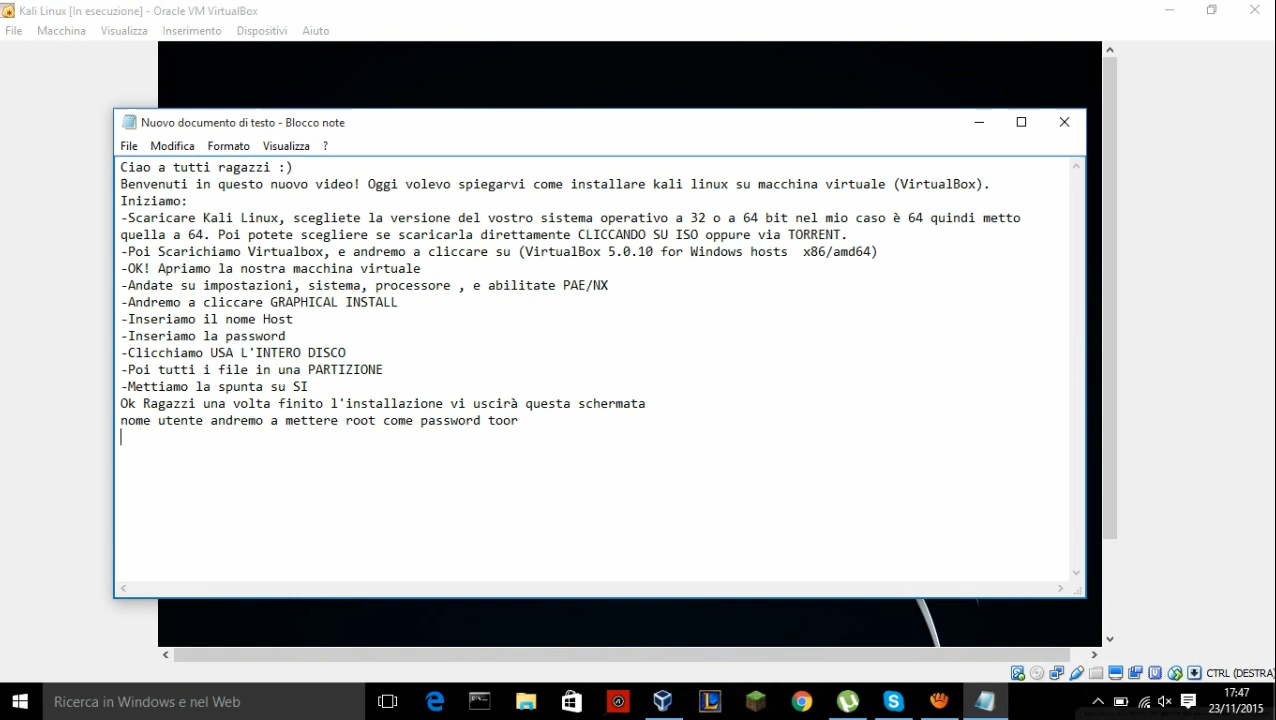 Kali Linux [In esecuzione] - Oracle VM VirtualBox
File Macchina Visualizza Inserimento Dispositivi Aiuto
Nuovo documento di testo - Blocco note
File Modifica Formato Visualizza ?
Ciao a tutti ragazzi :)
Benvenuti in questo nuovo video! Oggi volevo spiegarvi come installare kali linux su macchina virtuale (VirtualBox).
Iniziamo:
-Scaricare Kali Linux, scegliete la versione del vostro sistema operativo a 32 o a 64 bit nel mio caso è 64 quindi metto
quella a 64. Poi potete scegliere se scaricarla direttamente CLICCANDO SU ISO oppure via TORRENT.
-Poi Scarichiamo Virtualbox, e andremo a cliccare su (VirtualBox 5.0.10 for Windows hosts  x86/amd64)
-OK! Apriamo la nostra macchina virtuale
-Andate su impostazioni, sistema, processore , e abilitate PAE/NX
-Andremo a cliccare GRAPHICAL INSTALL
-Inseriamo il nome Host
-Inseriamo la password
-Clicchiamo USA L'INTERO DISCO
-Poi tutti i file in una PARTIZIONE
-Mettiamo la spunta su SI
Ok Ragazzi una volta finito l'installazione vi uscirà questa schermata
nome utente andremo a mettere root come password toor
CTRL (DESTRA)
Ricerca in Windows e nel Web
17:47
23/11/2015